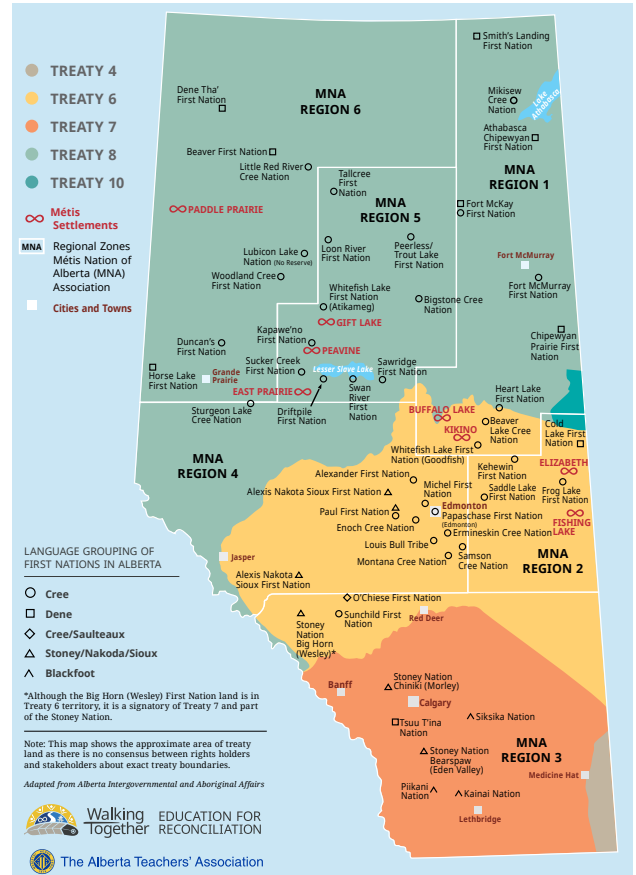 TREATY 4
TREATY 6
TREATY 7
TREATY 8
TREATY 10
Métis
Settlements
MNA
Regional Zones
Métis Nation of
Alberta (MNA)
Association
Cities and Towns
MNA
REGION 6
Dene Tha'
First Nation
Beaver First Nation
Little Red River
Cree Nation
PADDLE PRAIRIE
Lubicon Lake
Nation (No Reserve)
Woodland Cree
First Nation
Duncan's
First Nation
Horse Lake
First Nation
Grande
Prairie
Sturgeon Lake
Cree Nation
Smith's Landing
First Nation
Mikisew
Cree
Nation
Lake
Athabasca
Athabasca
Chipewyan
First Nation
MNA
REGION 1
Fort McKay
First Nation
Fort McMurray
Fort McMurray
First Nation
Chipewyan
Prairie First
Nation
Heart Lake
First Nation
Tallcree
First
Nation
MNA
REGION 5
Loon River
First Nation
Peerless/
Trout Lake
First Nation
Whitefish Lake
First Nation
(Atikameg)
Bigstone Cree
Nation
GIFT LAKE
Kapawe'no
First Nation
PEAVINE
Sucker Creek
First Nation
Lesser Slave Lake
Sawridge
First Nation
EAST PRAIRIE
Driftpile
First
Nation
Swan
River
First
Nation
MNA
REGION 4
BUFFALO LAKE
KIKINO
Beaver
Lake Cree
Nation
Cold
Lake First
Nation
Whitefish Lake First
Nation (Goodfish)
Kehewin
First Nation
ELIZABETH
Alexander First Nation
Alexis Nakota Sioux First Nation
Michel First
Nation
Saddle Lake
First Nation
Frog Lake
First Nation
Paul First Nation
Edmonton
Papaschase First Nation
(Edmonton)
FISHING
LAKE
Enoch Cree Nation
Ermineskin Cree Nation
Louis Bull Tribe
Montana Cree Nation
Samson
Cree
Nation
MNA
REGION 2
Jasper
Alexis Nakota
Sioux First Nation
O'Chiese First Nation
Sunchild First
Nation
Red Deer
Stoney
Nation
Big Horn
(Wesley)*
Banff
Stoney Nation
Chiniki (Morley)
Calgary
Tsuu T'ina
Nation
Siksika Nation
Stoney Nation
Bearspaw
(Eden Valley)
MNA
REGION 3
Medicine Hat
Piikani
Nation
Kainai Nation
Lethbridge
LANGUAGE GROUPING OF
FIRST NATIONS IN ALBERTA
Cree
Dene
Cree/Saulteaux
Stoney/Nakoda/Sioux
Blackfoot
*Although the Big Horn (Wesley) First Nation land is in
Treaty 6 territory, it is a signatory of Treaty 7 and part
of the Stoney Nation.
Note: This map shows the approximate area of treaty
land as there is no consensus between rights holders
and stakeholders about exact treaty boundaries.
Adapted from Alberta Intergovernmental and Aboriginal Affairs
Walking
Together
EDUCATION FOR
RECONCILIATION
The Alberta Teachers' Association